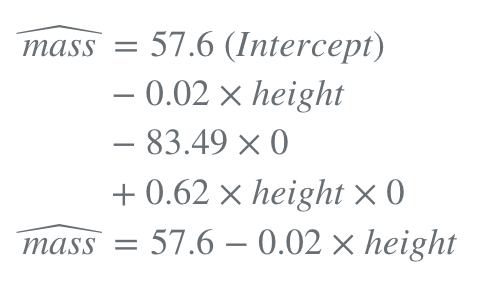 mass = 57.6 (Intercept)
− 0.02 × height
− 83.49 × 0
+ 0.62 × height × 0
mass = 57.6 − 0.02 × height